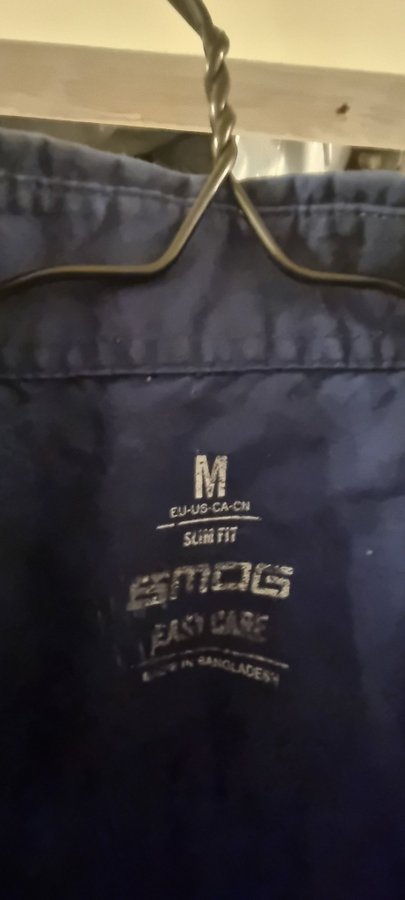 M
EU-US-CA-CN
SLIM FIT
SMOG
EASY CARE
MADE IN BANGLADESH